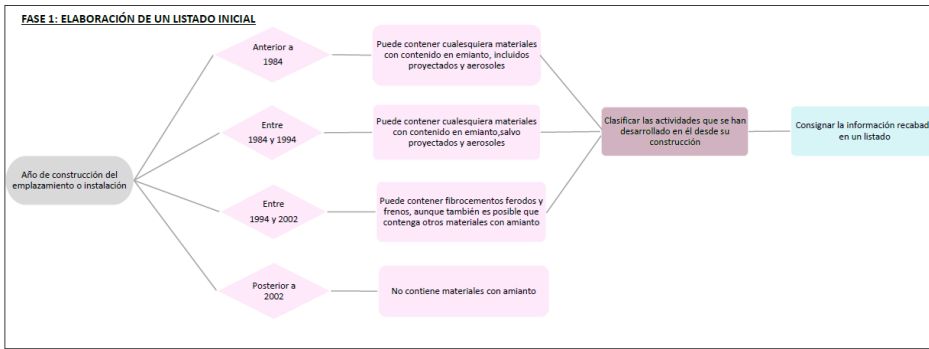 FASE 1: ELABORACIÓN DE UN LISTADO INICIAL
Año de construcción del
emplazamiento o instalación
Anterior a
1984
Puede contener cualesquiera materiales
con contenido en emianto, incluidos
proyectados y aerosoles
Entre
1984 y 1994
Puede contener cualesquiera materiales
con contenido en emianto,salvo
proyectados y aerosoles
Entre
1994 y 2002
Puede contener fibrocementos ferodos y
frenos, aunque también es posible que
contenga otros materiales con amianto
Posterior a
2002
No contiene materiales con amianto
Clasificar las actividades que se han
desarrollado en él desde su
construcción
Consignar la información recabad
en un listado